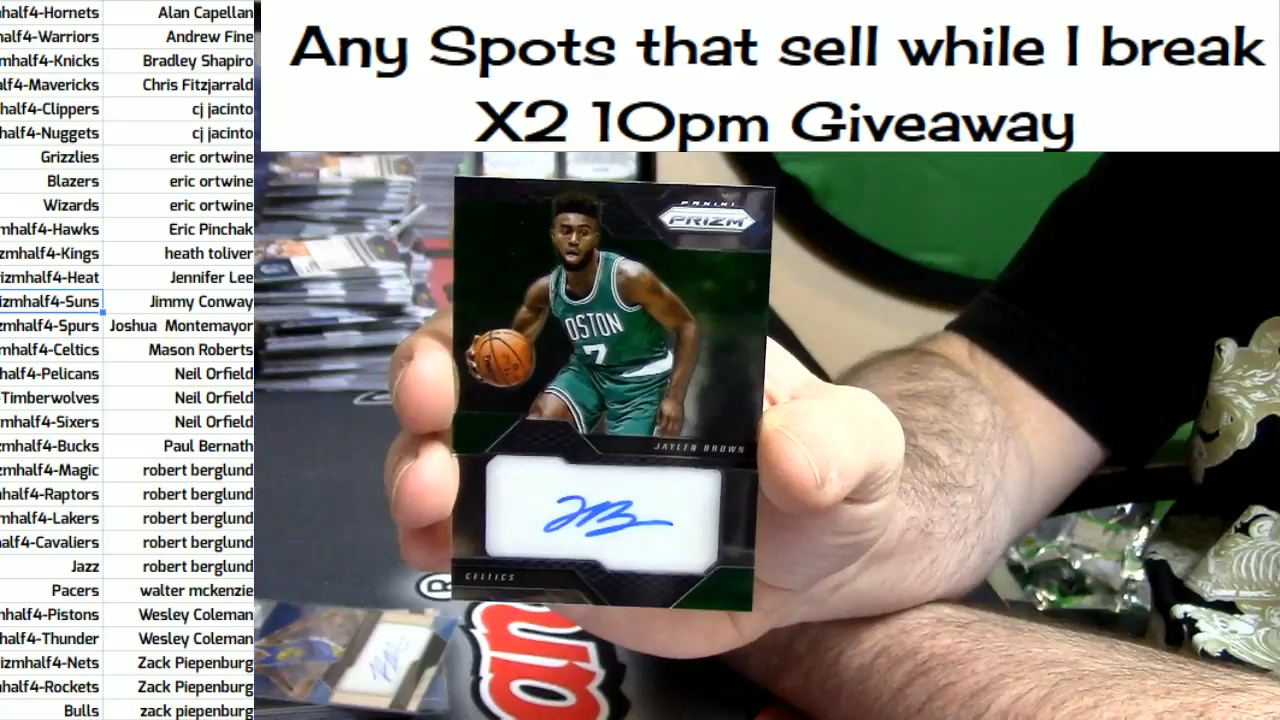 half4-Hornets Alan Capellan
half4-Warriors Andrew Fine
mhalf4-Knicks Bradley Shapiro
alf4-Mavericks Chris Fitzjarrald
half4-Clippers cj jacinto
half4-Nuggets cj jacinto
Grizzlies eric ortwine
Blazers eric ortwine
Wizards eric ortwine
mhalf4-Hawks Eric Pinchak
zmhalf4-Kings heath toliver
izmhalf4-Heat Jennifer Lee
izmhalf4-Suns Jimmy Conway
zmhalf4-Spurs Joshua Montemayor
mhalf4-Celtics Mason Roberts
half4-Pelicans Neil Orfield
-Timberwolves Neil Orfield
zmhalf4-Sixers Neil Orfield
mhalf4-Bucks Paul Bernath
zmhalf4-Magic robert berglund
half4-Raptors robert berglund
mhalf4-Lakers robert berglund
alf4-Cavaliers robert berglund
Jazz robert berglund
Pacers walter mckenzie
mhalf4-Pistons Wesley Coleman
half4-Thunder Wesley Coleman
izmhalf4-Nets Zack Piepenburg
nhalf4-Rockets Zack Piepenburg
Bulls zack piepenburg
Any Spots that sell while I break
X2 10pm Giveaway
PANINI
PRIZM
OSTON
7
JAYLEN BROWN
JB
CELTICS
an